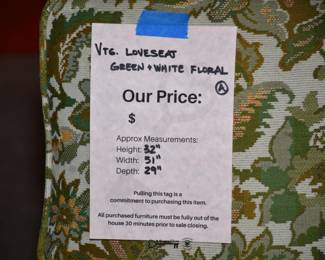 VTG. LOVESEAT
GREEN + WHITE FLORAL
A
Our Price:
$
Approx Measurements:
Height: 32"
Width: 51"
Depth: 29"
Pulling this tag is a
commitment to purchasing this item.
All purchased furniture must be fully out of the
house 30 minutes prior to sale closing.